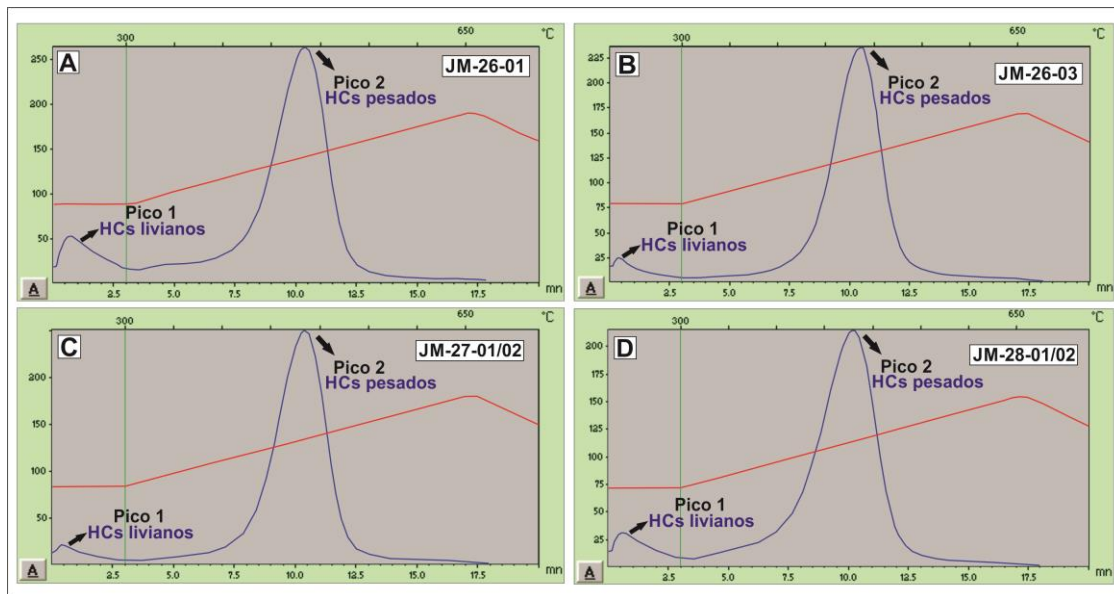 300 650 °C
A JM-26-01
250
200
150
100
50
Pico 2
HCs pesados
Pico 1
HCs livianos
A
2.5 5.0 7.5 10.0 12.5 15.0 17.5 mn
300 650 °C
B JM-26-03
225
200
175
150
125
100
75
50
25
Pico 2
HCs pesados
Pico 1
HCs livianos
A
2.5 5.0 7.5 10.0 12.5 15.0 17.5 mn
300 650 °C
C JM-27-01/02
200
150
100
50
Pico 2
HCs pesados
Pico 1
HCs livianos
A
2.5 5.0 7.5 10.0 12.5 15.0 17.5 mn
300 650 °C
D JM-28-01/02
200
175
150
125
100
75
50
25
Pico 2
HCs pesados
Pico 1
HCs livianos
A
2.5 5.0 7.5 10.0 12.5 15.0 17.5 mn